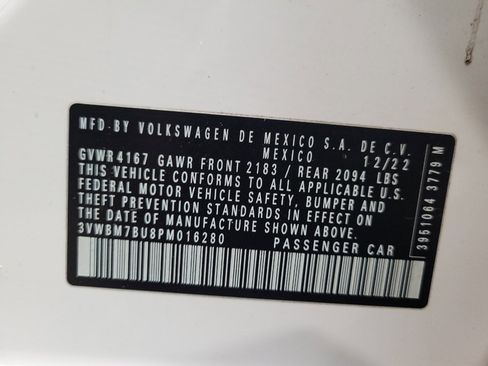 MFD·BY VOLKSWAGEN DE MEXICO S.A. DE C.V.
MEXICO 12/22
GVWR 4167 GAWR FRONT 2183 / REAR 2094 LBS
THIS VEHICLE CONFORMS TO ALL APPLICABLE U.S.
FEDERAL MOTOR VEHICLE SAFETY, BUMPER AND
THEFT PREVENTION STANDARDS IN EFFECT ON THE
DATE OF MANUFACTURE SHOWN ABOVE.
3VWBM7BU8PM016280 PASSENGER CAR
3951064 3779 M